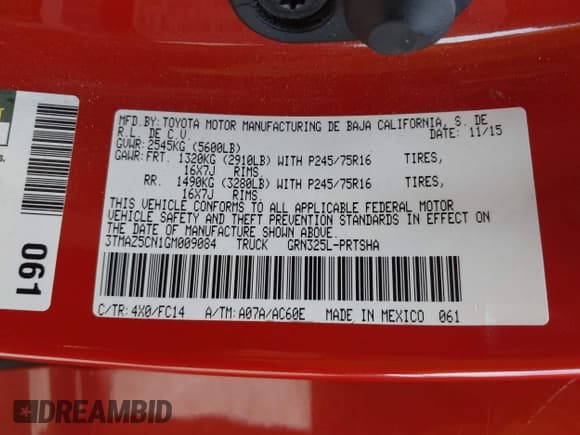 MFD.BY: TOYOTA MOTOR MANUFACTURING DE BAJA CALIFORNIA, S. DE
R.L. DE C.V. DATE: 11/15
GVWR: 2545KG (5600LB)
GAWR: FRT. 1320KG (2910LB) WITH P245/75R16 TIRES,
16X7J RIMS.
RR. 1490KG (3280LB) WITH P245/75R16 TIRES,
16X7J RIMS.
THIS VEHICLE CONFORMS TO ALL APPLICABLE FEDERAL MOTOR
VEHICLE SAFETY AND THEFT PREVENTION STANDARDS IN EFFECT ON
THE DATE OF MANUFACTURE SHOWN ABOVE.
3TMAZ5CN1GM009084 TRUCK GRN325L-PRTSHA
C/TR: 4X0/FC14 A/TM: A07A/AC60E MADE IN MEXICO 061
061
DREAMBID